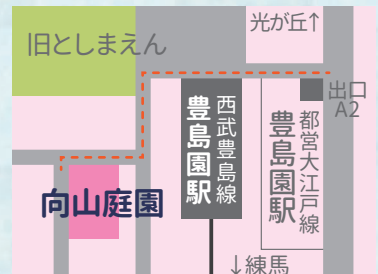 光が丘↑
旧としまえん
出口
A2
西武豊島線
豊島園駅
都営大江戸線
豊島園駅
向山庭園
↓練馬